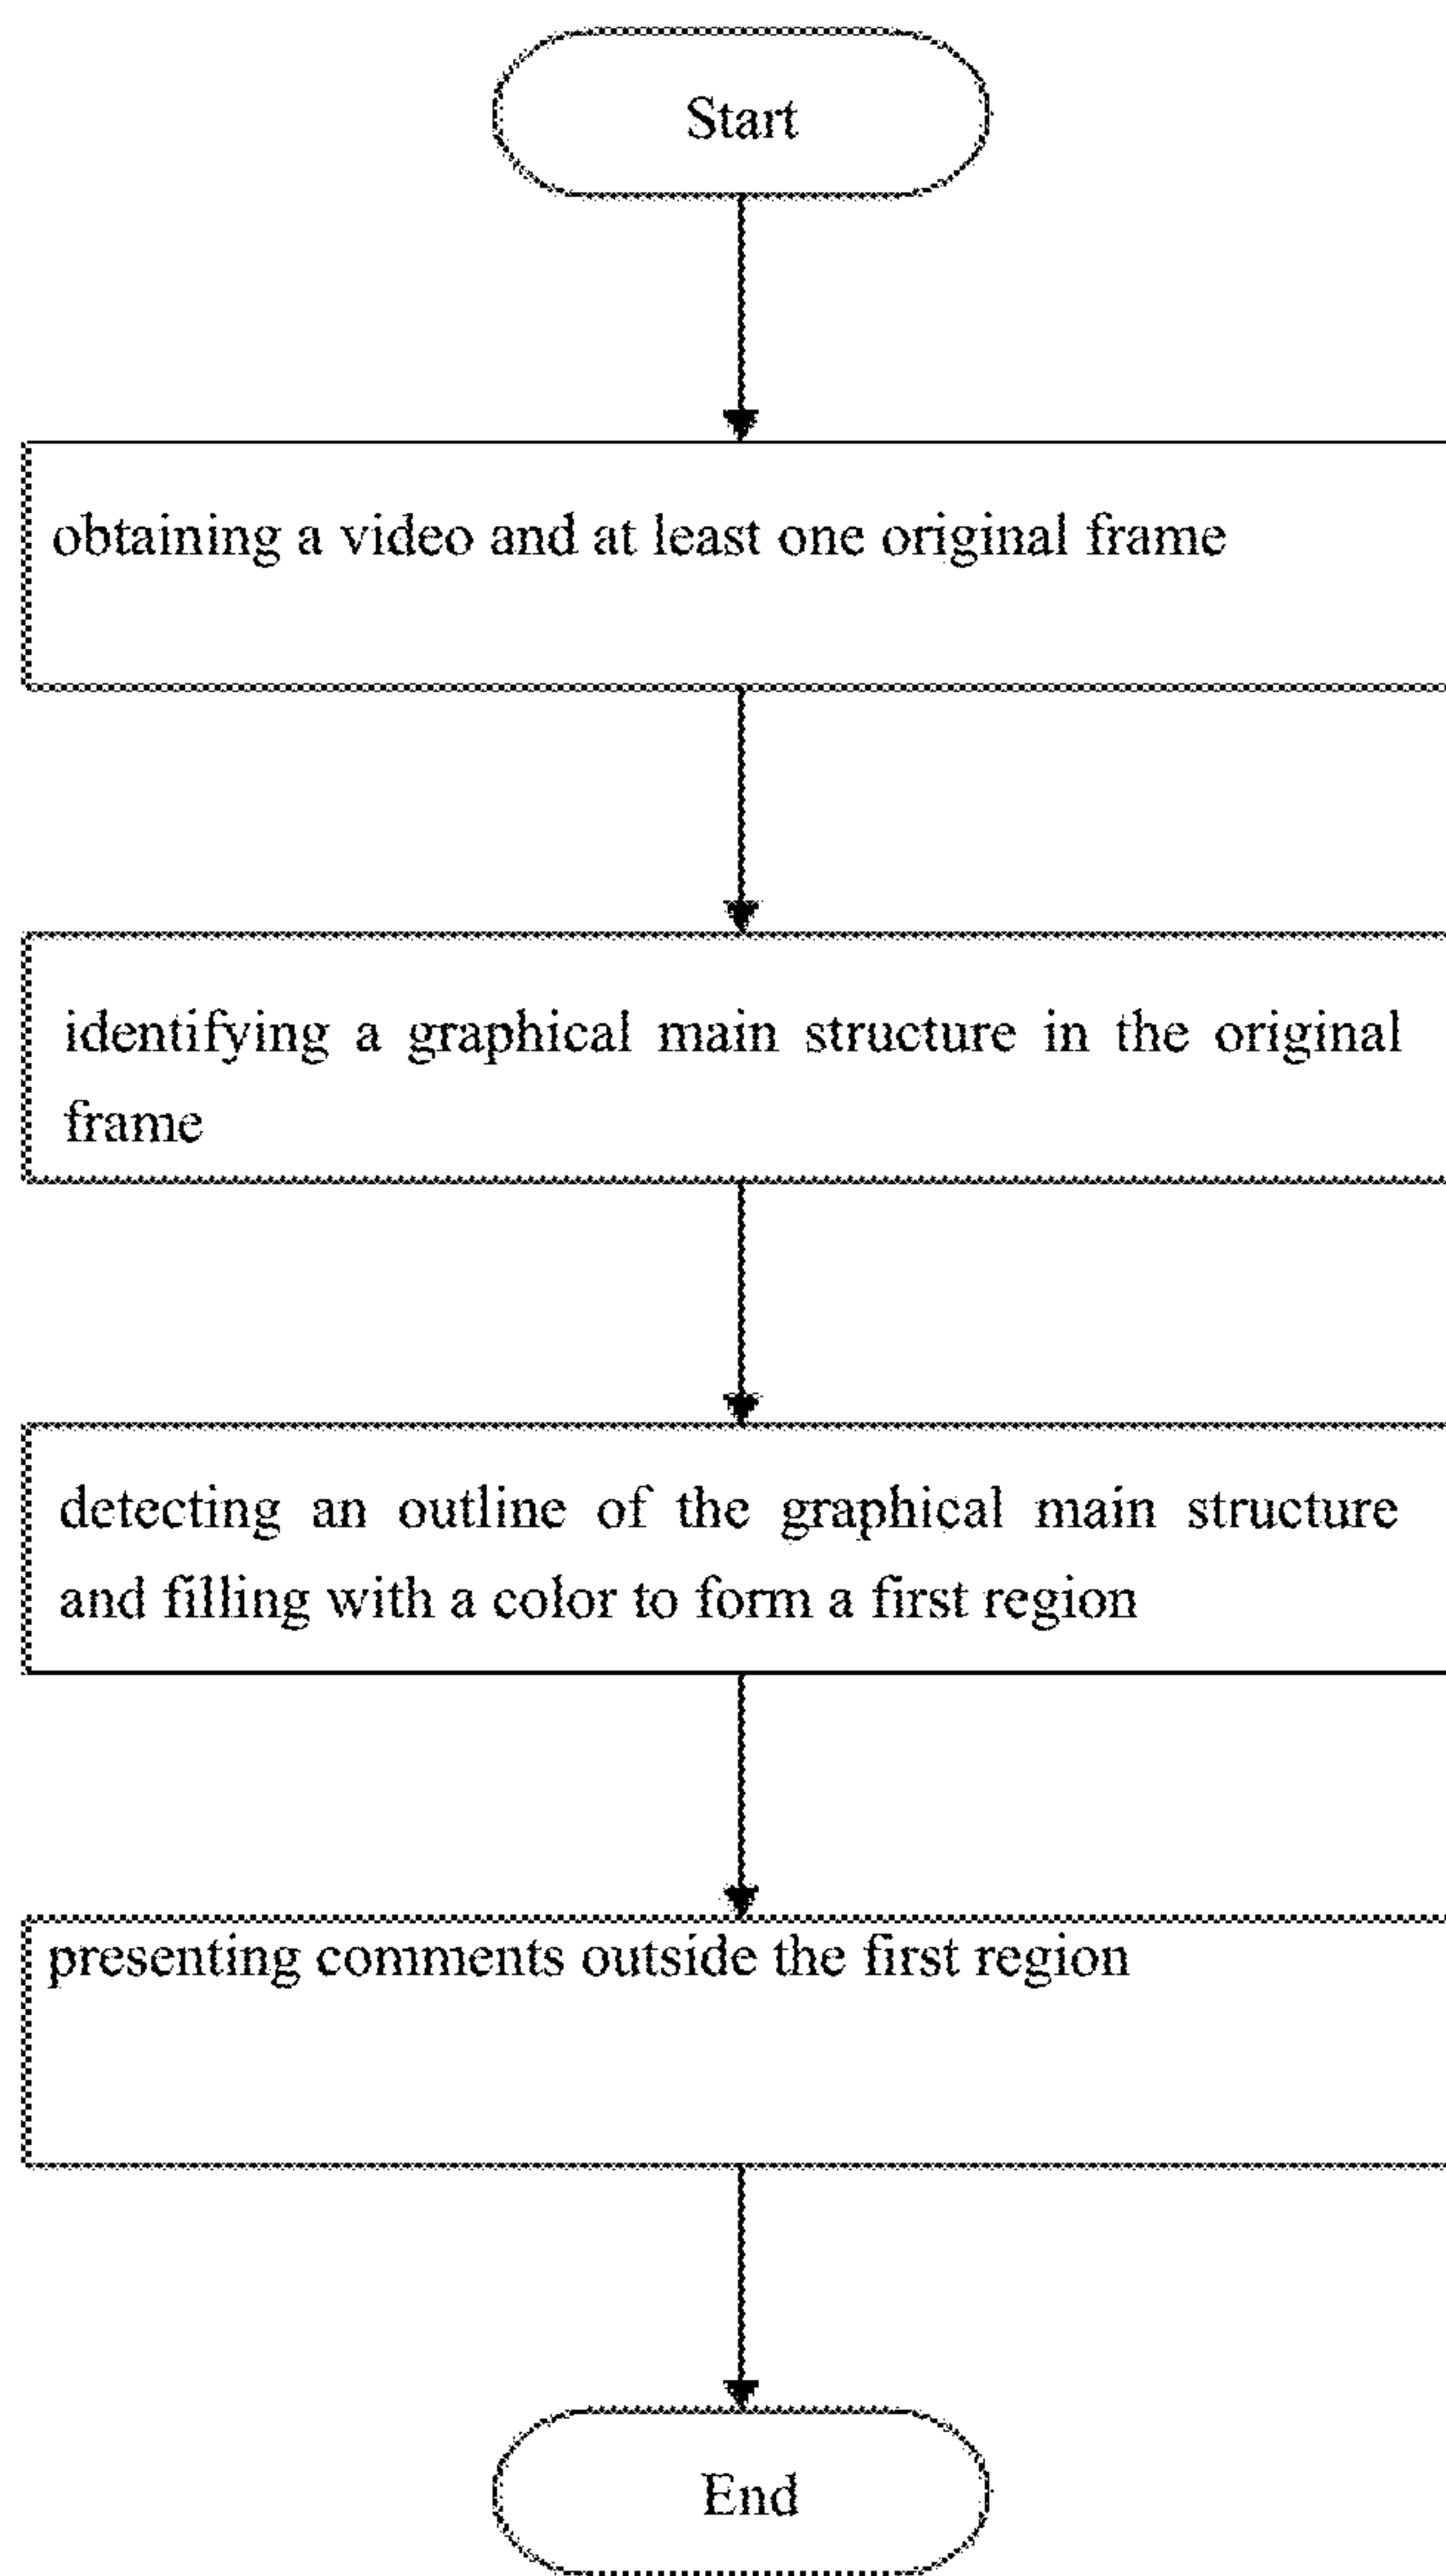 Start
obtaining a video and at least one original frame
identifying a graphical main structure in the original
frame
detecting an outline of the graphical main structure
and filling with a color to form a first region
presenting comments outside the first region
End